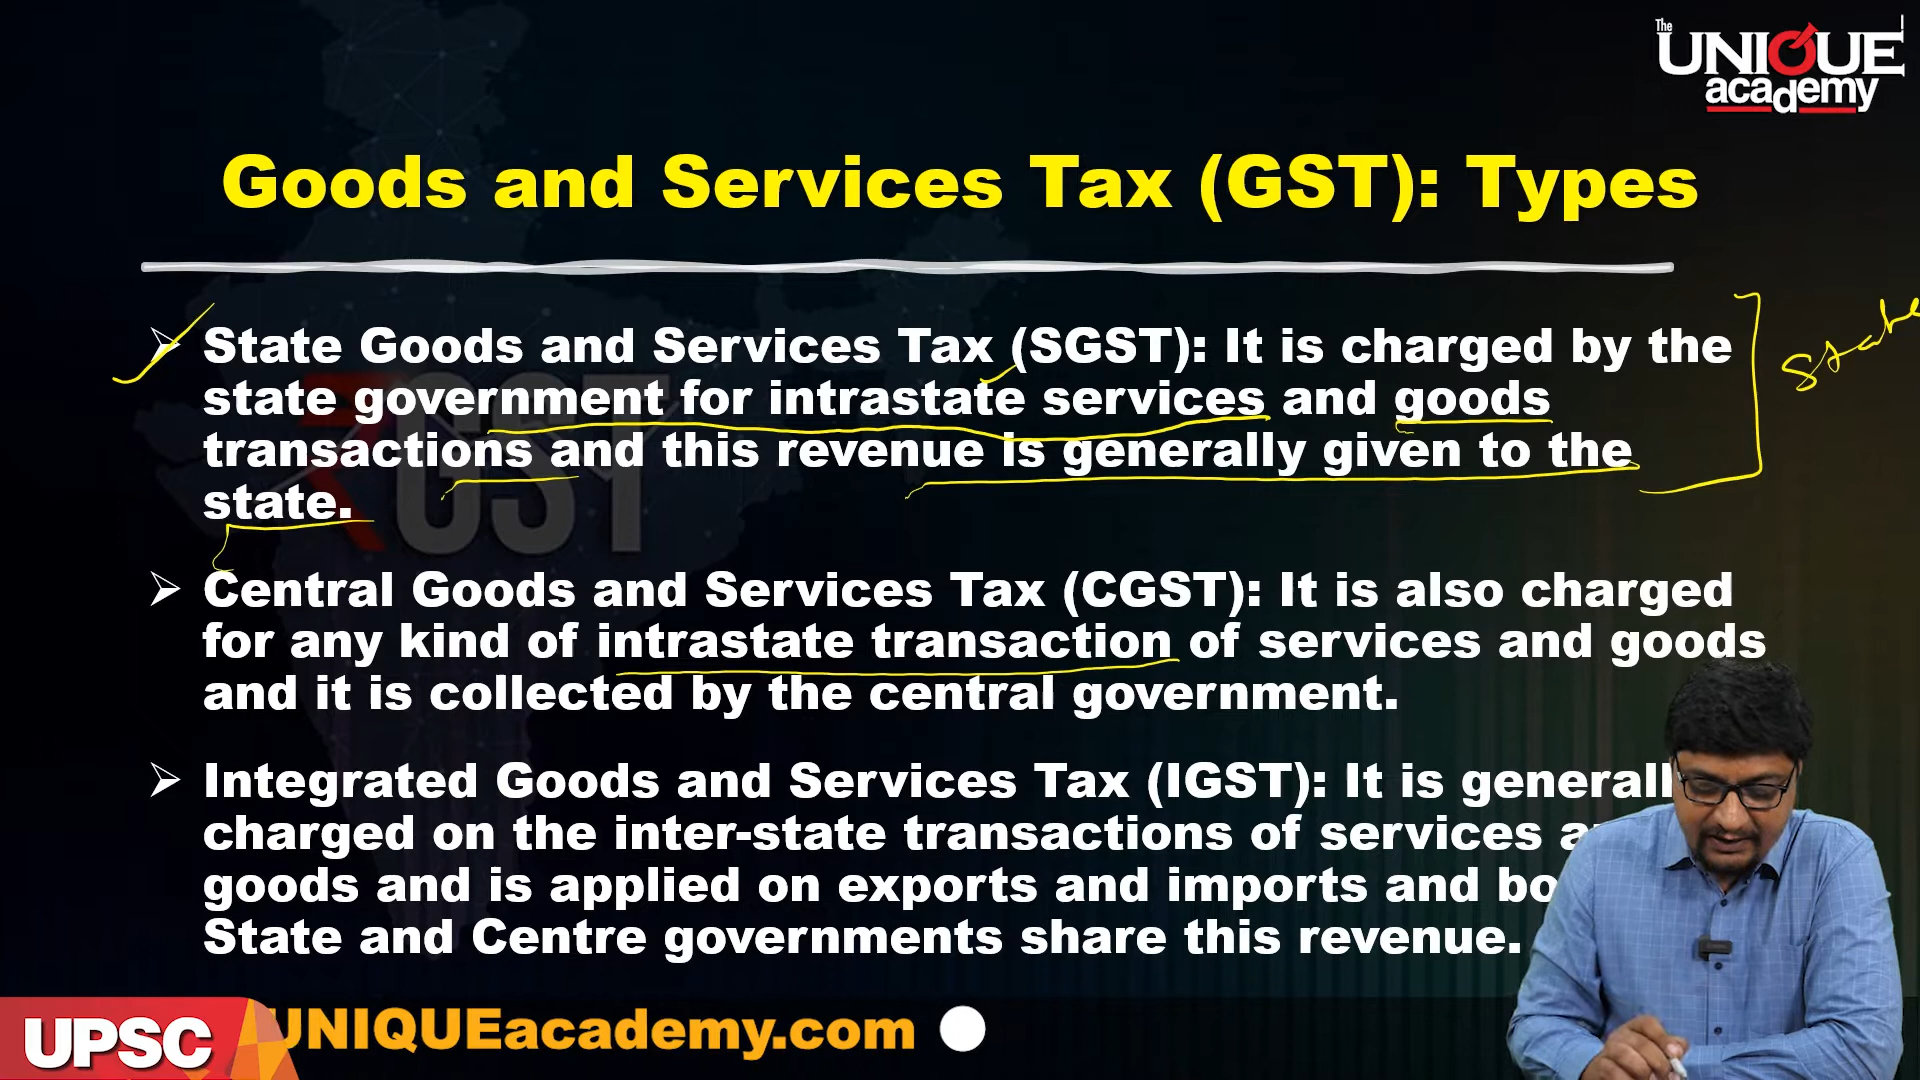 The
UNIQUE
academy
Goods and Services Tax (GST): Types
State Goods and Services Tax (SGST): It is charged by the
state government for intrastate services and goods
transactions and this revenue is generally given to the
state.
State
GST
Central Goods and Services Tax (CGST): It is also charged
for any kind of intrastate transaction of services and goods
and it is collected by the central government.
Integrated Goods and Services Tax (IGST): It is generall
charged on the inter-state transactions of services a
goods and is applied on exports and imports and bo
State and Centre governments share this revenue.
UPSC
UNIQUEacademy.com